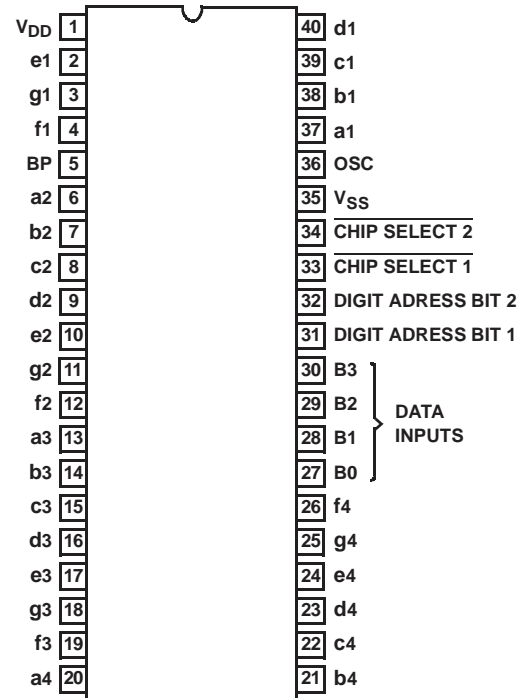 VDD 1
e1 2
g1 3
f1 4
BP 5
a2 6
b2 7
c2 8
d2 9
e2 10
g2 11
f2 12
a3 13
b3 14
c3 15
d3 16
e3 17
g3 18
f3 19
a4 20
40 d1
39 c1
38 b1
37 a1
36 OSC
35 VSS
34 CHIP SELECT 2
33 CHIP SELECT 1
32 DIGIT ADRESS BIT 2
31 DIGIT ADRESS BIT 1
30 B3
29 B2
28 B1
27 B0
DATA
INPUTS
26 f4
25 g4
24 e4
23 d4
22 c4
21 b4